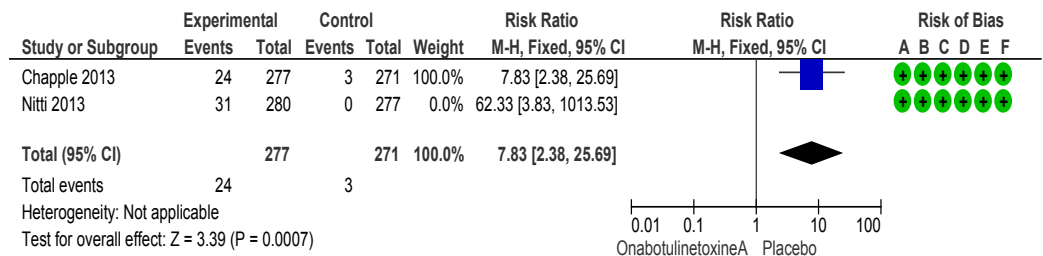 Experimental Control Risk Ratio Risk Ratio Risk of Bias
Study or Subgroup Events Total Events Total Weight M-H, Fixed, 95% CI M-H, Fixed, 95% CI A B C D E F
Chapple 2013 24 277 3 271 100.0% 7.83 [2.38, 25.69] + + + + + +
Nitti 2013 31 280 0 277 0.0% 62.33 [3.83, 1013.53] + + + + + +
Total (95% CI) 277 271 100.0% 7.83 [2.38, 25.69]
Total events 24 3
Heterogeneity: Not applicable
Test for overall effect: Z = 3.39 (P = 0.0007)
0.01 0.1 1 10 100
OnabotulinetoxineA Placebo